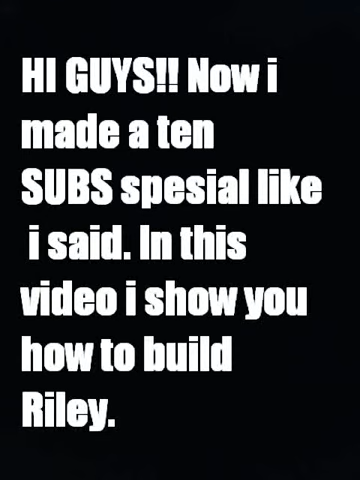 HI GUYS!! Now i
made a ten
SUBS spesial like
i said. In this
video i show you
how to build
Riley.